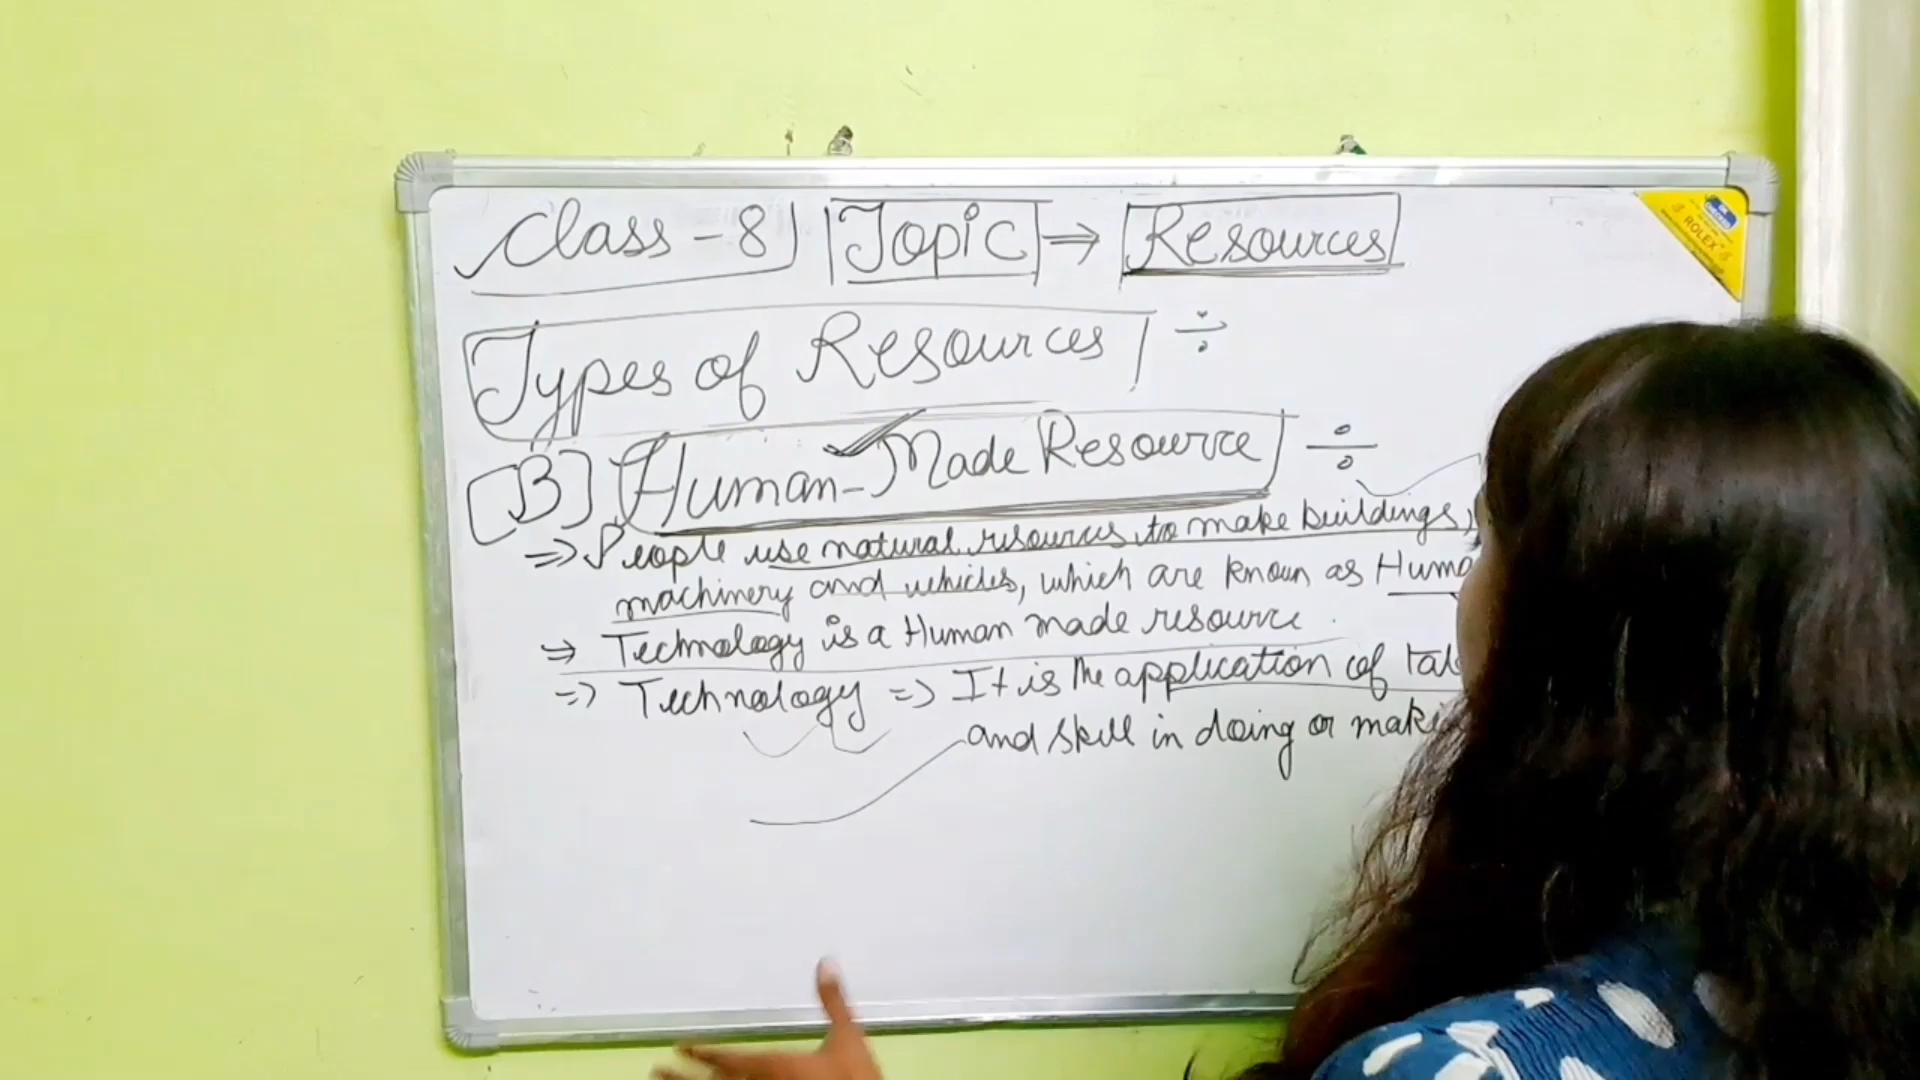 Class - 8 Topic ⇒ Resources
Types of Resources ÷
B] Human-Made Resource ÷
⇒ People use natural resources to make buildings,
machinery and vehicles, which are known as Huma
⇒ Technology is a Human made resource.
⇒ Technology ⇒ It is the application of
and skill in doing or maki
ROLEX